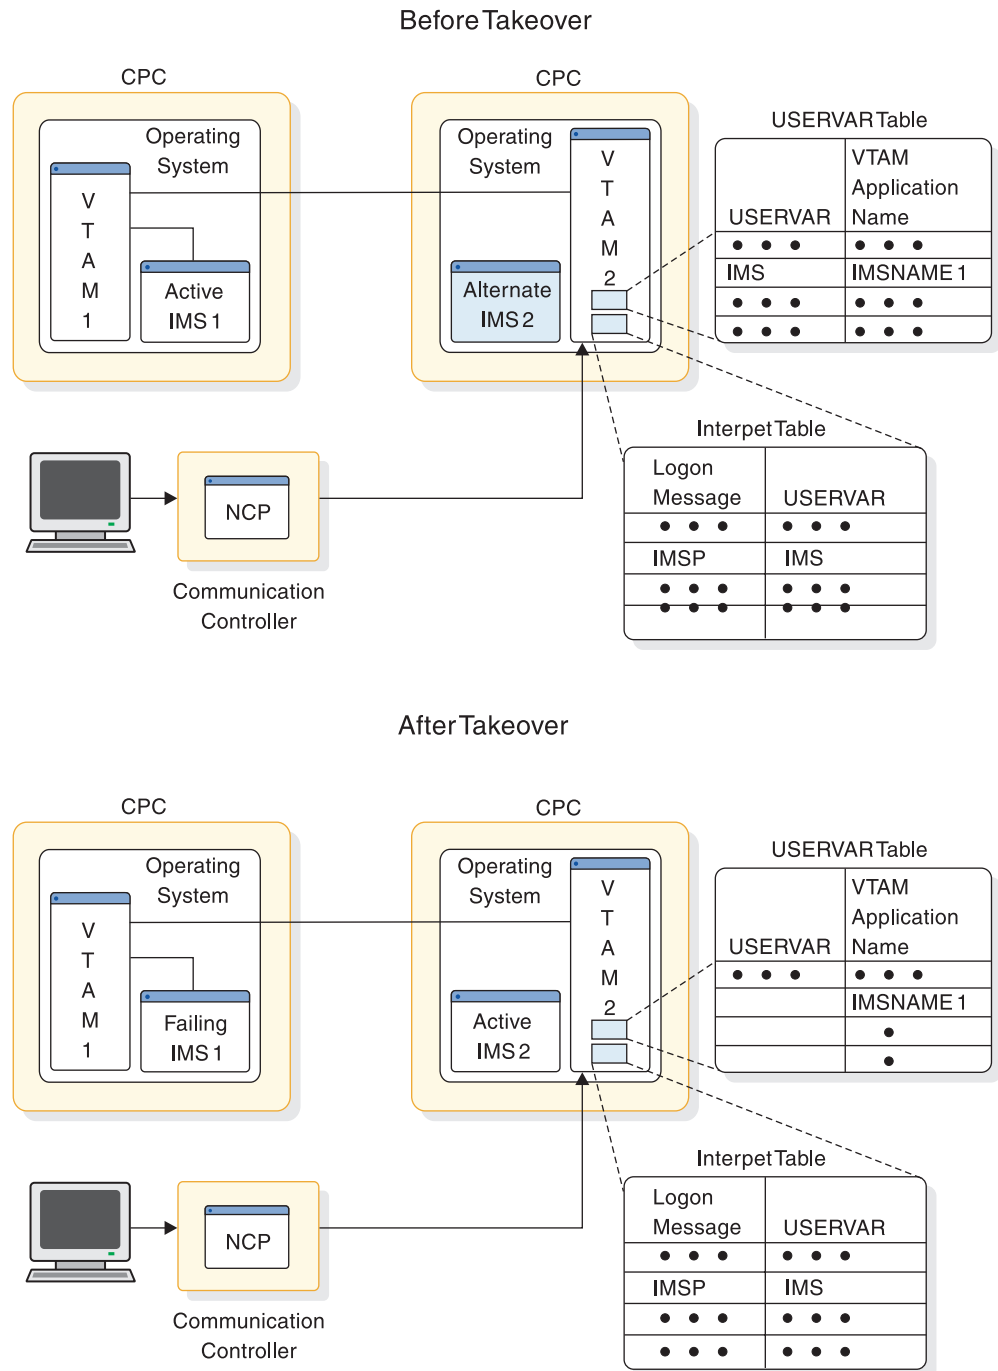 Before Takeover
CPC
CPC
Operating
System
V
T
A
M
1
Active
IMS 1
Operating
System
Alternate
IMS 2
V
T
A
M
2
USERVAR Table
USERVAR
VTAM
Application
Name
IMS
IMSNAME 1
Interpet Table
Logon
Message
USERVAR
IMSP
IMS
NCP
Communication
Controller
After Takeover
CPC
CPC
Operating
System
V
T
A
M
1
Failing
IMS 1
Operating
System
Active
IMS 2
V
T
A
M
2
USERVAR Table
USERVAR
VTAM
Application
Name
IMSNAME 1
Interpet Table
Logon
Message
USERVAR
IMSP
IMS
NCP
Communication
Controller